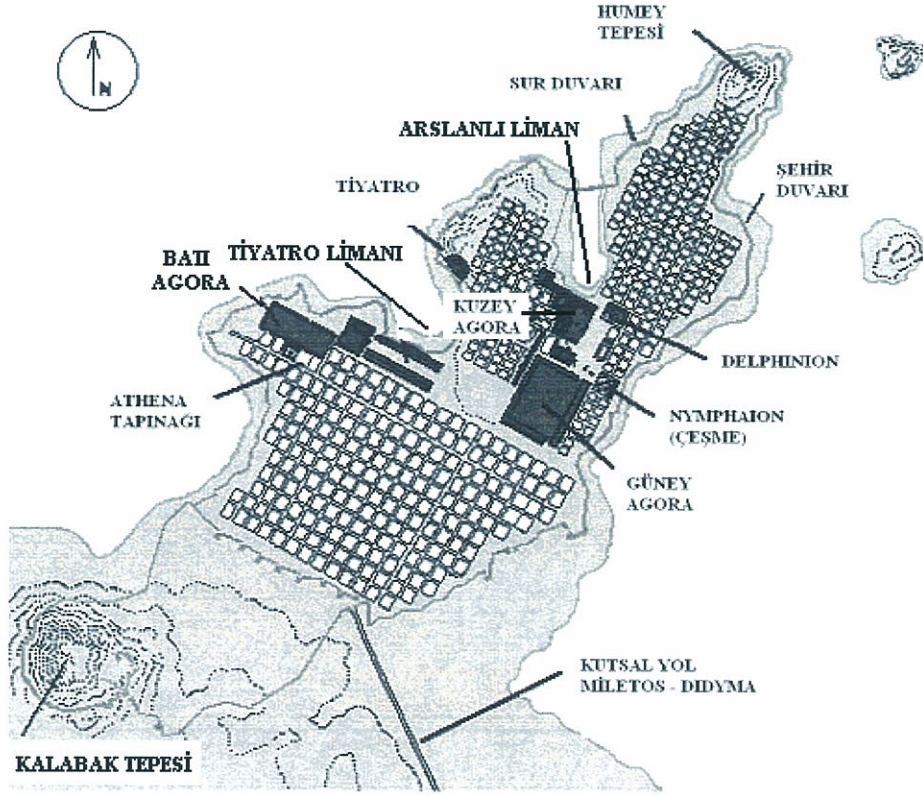 HUMEY
TEPESİ
N
SUR DUVARI
ARSLANLI LİMAN
ŞEHİR
DUVARI
TİYATRO
TİYATRO LİMANI
BATI
AGORA
KUZEY
AGORA
DELPHINION
ATHENA
TAPINAĞI
NYMPHAION
(ÇEŞME)
GÜNEY
AGORA
KUTSAL YOL
MİLETOS - DIDYMA
KALABAK TEPESİ